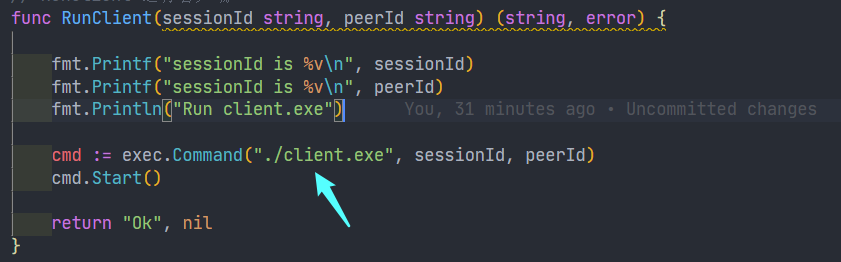 func RunClient(sessionId string, peerId string) (string, error) {
fmt.Printf("sessionId is %v\n", sessionId)
fmt.Printf("sessionId is %v\n", peerId)
fmt.Println("Run client.exe") You, 31 minutes ago • Uncommitted changes
cmd := exec.Command("./client.exe", sessionId, peerId)
cmd.Start()
return "Ok", nil
}